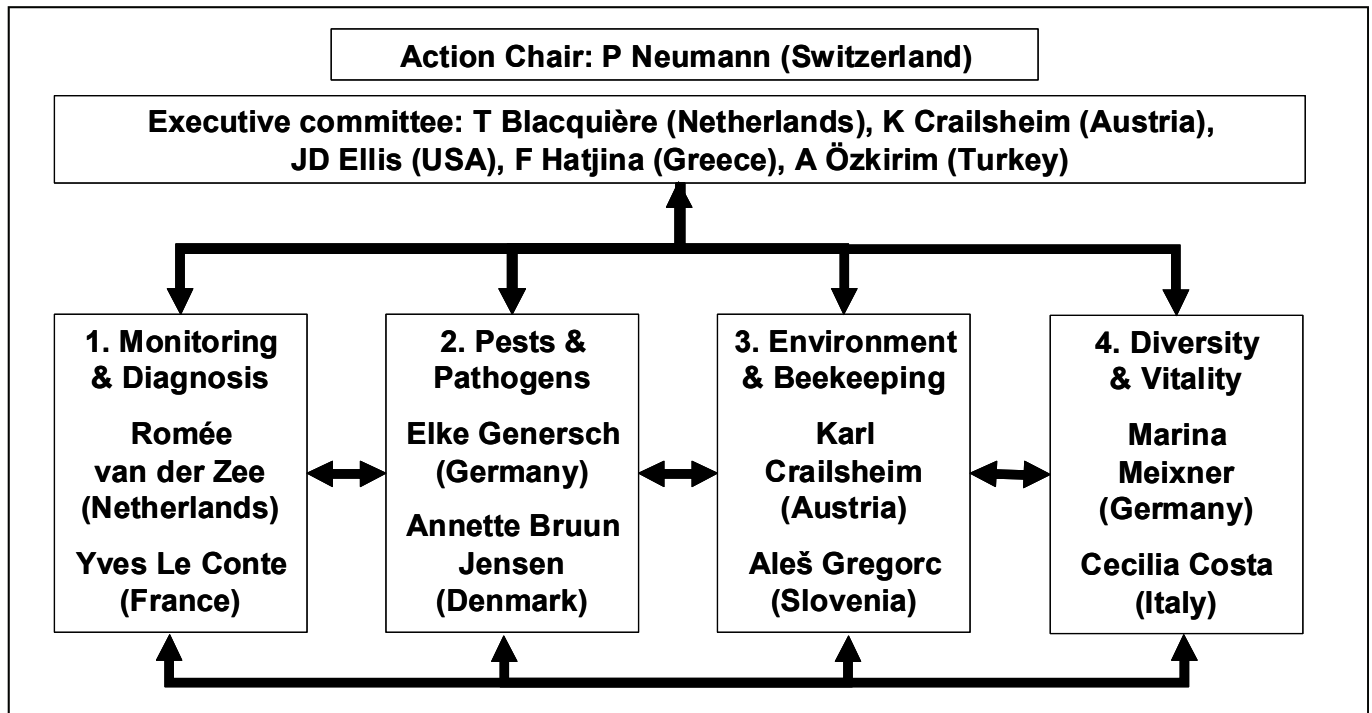 Action Chair: P Neumann (Switzerland)
Executive committee: T Blacquière (Netherlands), K Crailsheim (Austria),
JD Ellis (USA), F Hatjina (Greece), A Özkirim (Turkey)
1. Monitoring
& Diagnosis
Romée
van der Zee
(Netherlands)
Yves Le Conte
(France)
2. Pests &
Pathogens
Elke Genersch
(Germany)
Annette Bruun
Jensen
(Denmark)
3. Environment
& Beekeeping
Karl
Crailsheim
(Austria)
Aleš Gregorc
(Slovenia)
4. Diversity
& Vitality
Marina
Meixner
(Germany)
Cecilia Costa
(Italy)